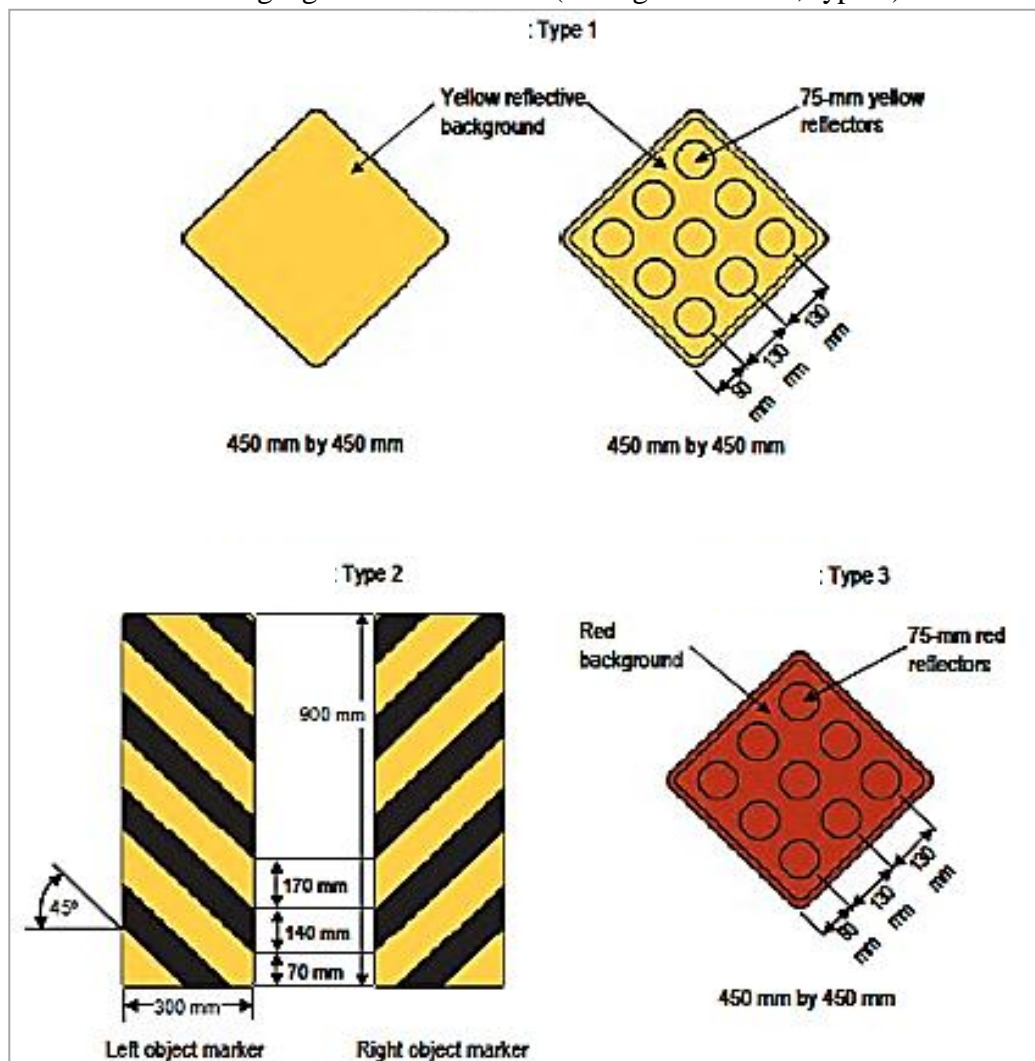 : Type 1
Yellow reflective
background
75-mm yellow
reflectors
130
mm
130
mm
mm
450 mm by 450 mm
450 mm by 450 mm
: Type 2
: Type 3
Red
background
75-mm red
reflectors
900 mm
170 mm
45º
140 mm
70 mm
300 mm
130
mm
130
mm
mm
450 mm by 450 mm
Left object marker
Right object marker